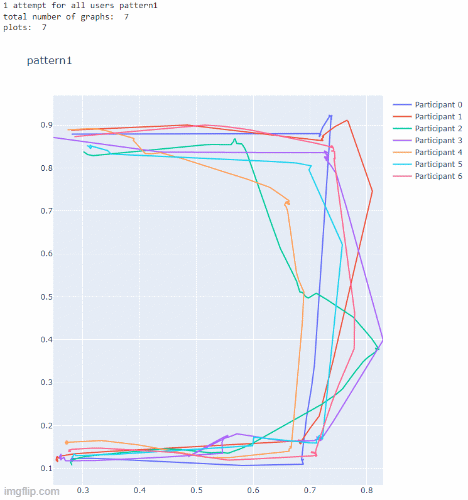 1 attempt for all users pattern1
total number of graphs: 7
plots: 7
pattern1
Participant 0
Participant 1
Participant 2
Participant 3
Participant 4
Participant 5
Participant 6
0.9
0.8
0.7
0.6
0.5
0.4
0.3
0.2
0.1
0.3
0.4
0.5
0.6
0.7
0.8
imgflip.com